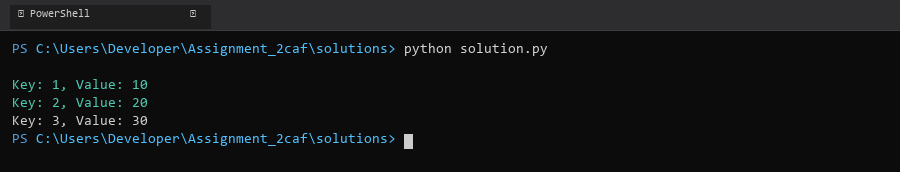 PowerShell
PS C:\Users\Developer\Assignment_2caf\solutions> python solution.py
Key: 1, Value: 10
Key: 2, Value: 20
Key: 3, Value: 30
PS C:\Users\Developer\Assignment_2caf\solutions>